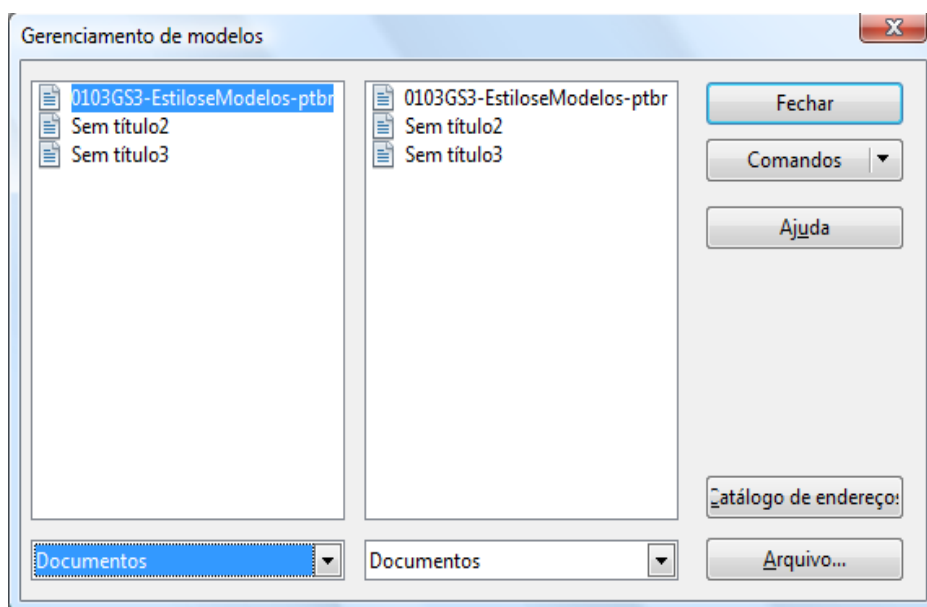 Gerenciamento de modelos
0103GS3-EstiloseModelos-ptbr
Sem título2
Sem título3
0103GS3-EstiloseModelos-ptbr
Sem título2
Sem título3
Fechar
Comandos
Ajuda
Catálogo de endereços
Documentos
Documentos
Arquivo...